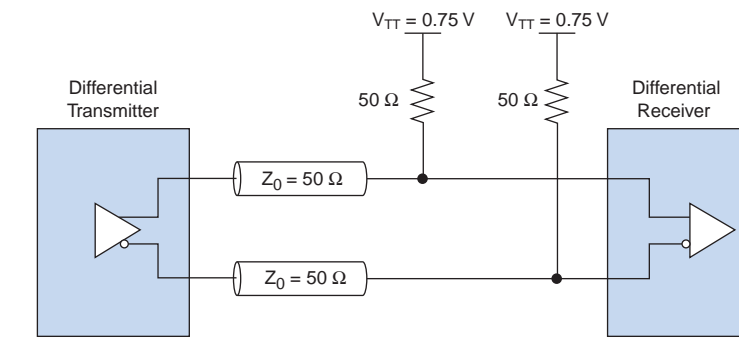 V_TT = 0.75 V
V_TT = 0.75 V
Differential
Transmitter
50 Ω
50 Ω
Differential
Receiver
Z_0 = 50 Ω
Z_0 = 50 Ω